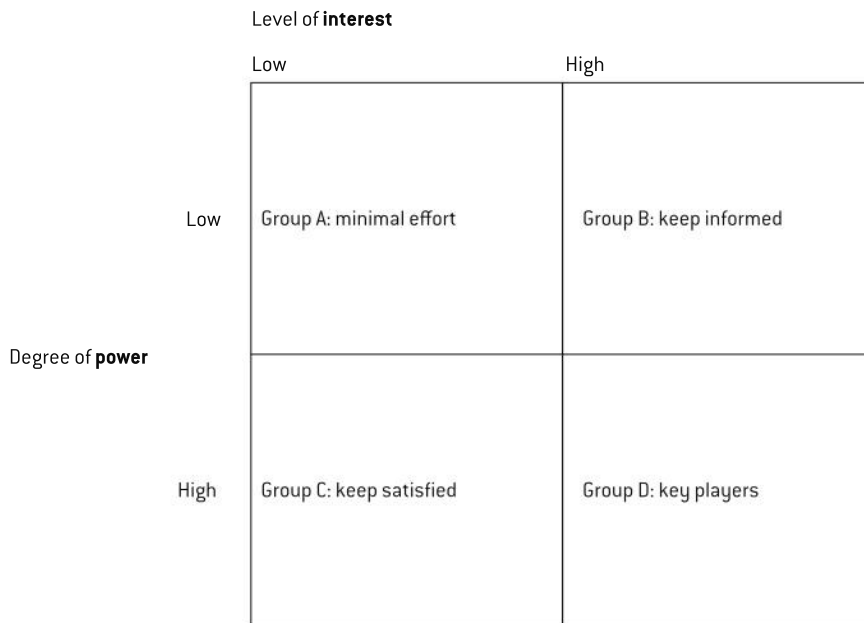 Level of interest
Low High
Low Group A: minimal effort Group B: keep informed
Degree of power
High Group C: keep satisfied Group D: key players